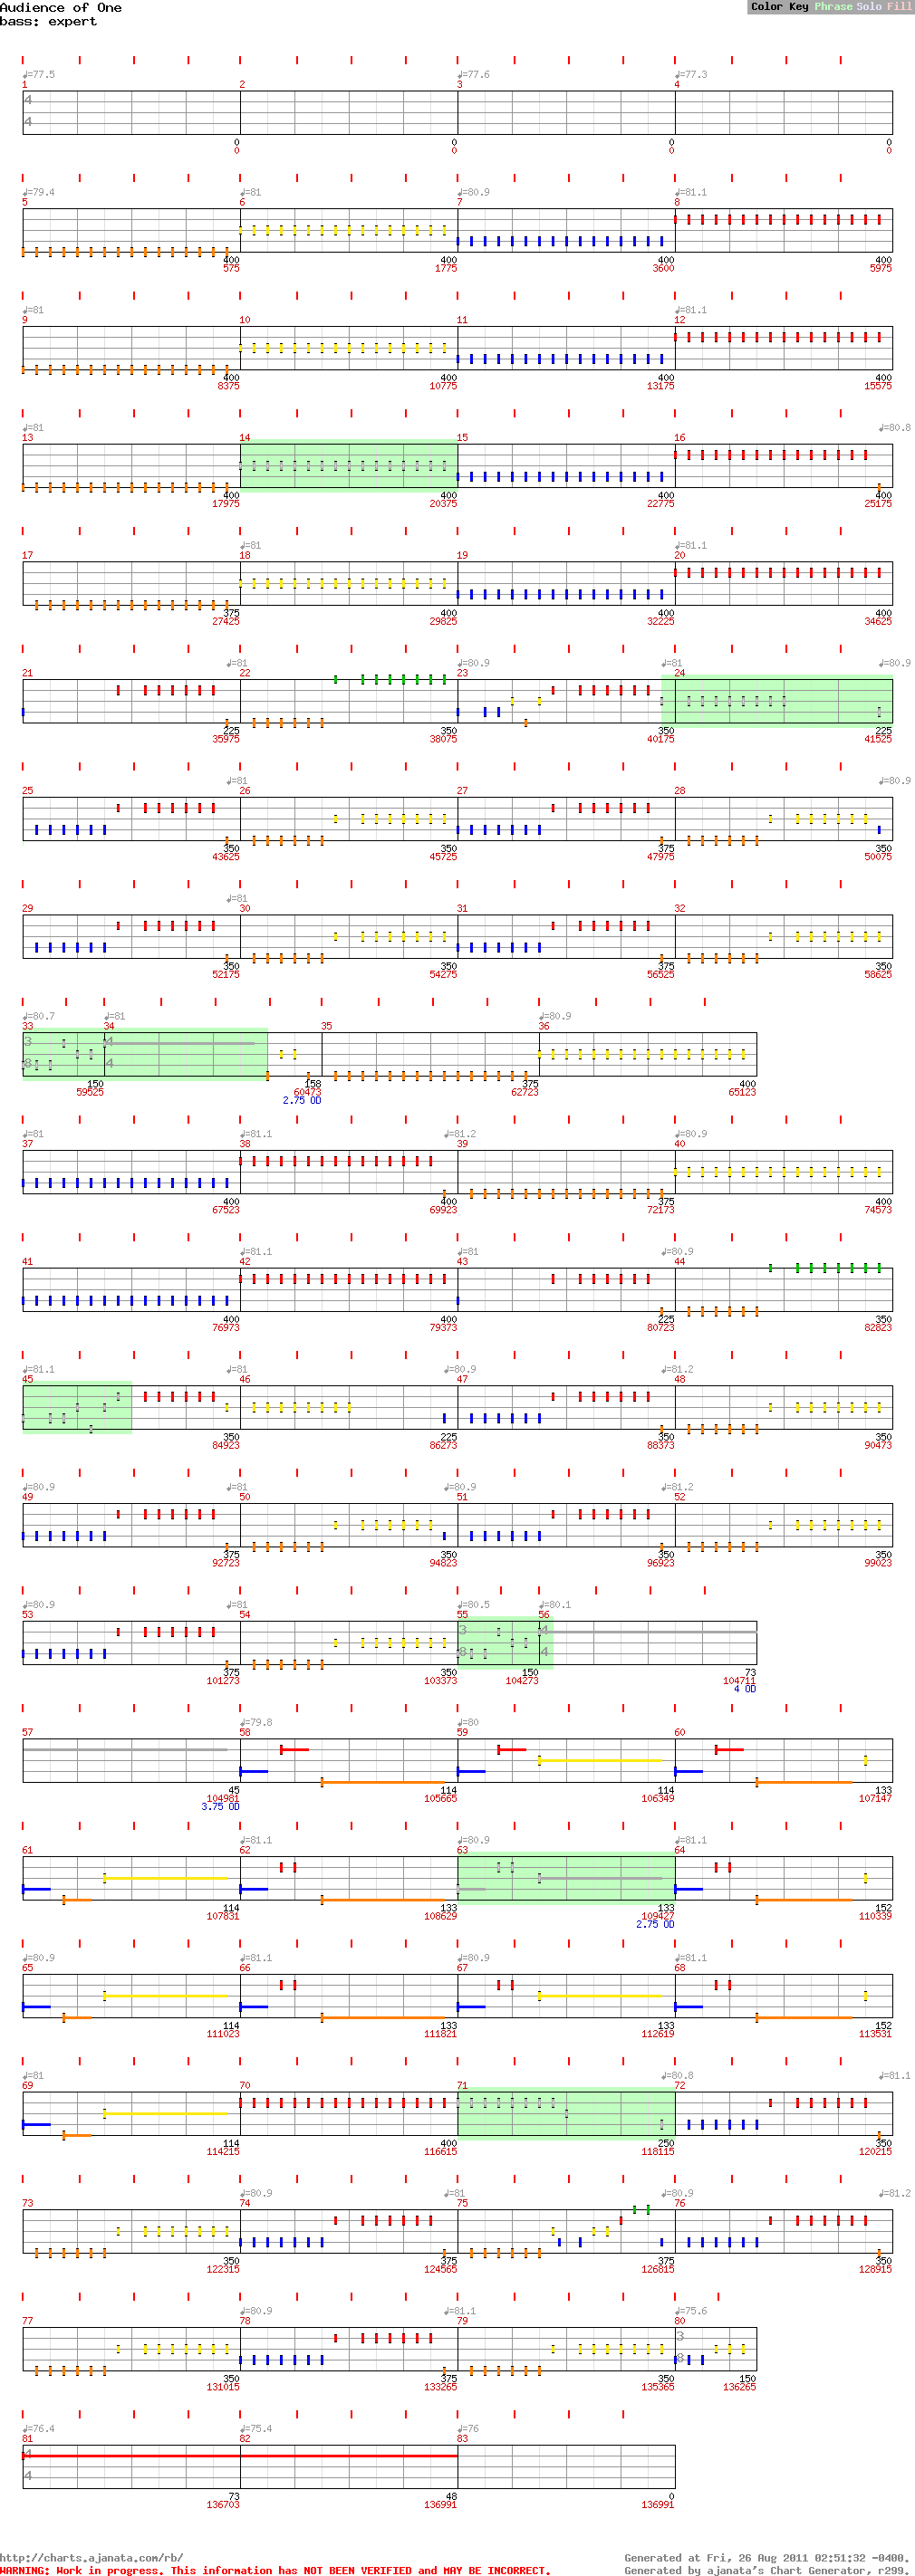 Audience of One
bass: expert
Color Key Phrase Solo Fill
♩=77.5 ♩=77.6 ♩=77.3
1 2 3 4
4
4
0 0 0 0
0 0 0 0
♩=79.4 ♩=81 ♩=80.9 ♩=81.1
5 6 7 8
400 400 400 400
575 1775 3600 5975
♩=81 ♩=81.1
9 10 11 12
400 400 400 400
8375 10775 13175 15575
♩=81 ♩=80.8
13 14 15 16
400 400 400 400
17975 20375 22775 25175
♩=81 ♩=81.1
17 18 19 20
375 400 400 400
27425 29825 32225 34625
♩=81 ♩=80.9 ♩=81 ♩=80.9
21 22 23 24
225 350 350 225
35975 38075 40175 41525
♩=81 ♩=80.9
25 26 27 28
350 350 375 350
43625 45725 47975 50075
♩=81
29 30 31 32
350 350 375 350
52175 54275 56525 58625
♩=80.7 ♩=81 ♩=80.9
33 34 35 36
3 4
8 4
150 158 375 400
59525 60473 62723 65123
2.75 OD
♩=81 ♩=81.1 ♩=81.2 ♩=80.9
37 38 39 40
400 400 375 400
67523 69923 72173 74573
♩=81.1 ♩=81 ♩=80.9
41 42 43 44
400 400 225 350
76973 79373 80723 82823
♩=81.1 ♩=81 ♩=80.9 ♩=81.2
45 46 47 48
350 225 350 350
84923 86273 88373 90473
♩=80.9 ♩=81 ♩=80.9 ♩=81.2
49 50 51 52
375 350 350 350
92723 94823 96923 99023
♩=80.9 ♩=81 ♩=80.5 ♩=80.1
53 54 55 56
3 4
8 4
375 350 150 73
101273 103373 104273 104711
4 OD
♩=79.8 ♩=80
57 58 59 60
45 114 114 133
104981 105665 106349 107147
3.75 OD
♩=81.1 ♩=80.9 ♩=81.1
61 62 63 64
114 133 133 152
107831 108629 109427 110339
2.75 OD
♩=80.9 ♩=81.1 ♩=80.9 ♩=81.1
65 66 67 68
114 133 133 152
111023 111821 112619 113531
♩=81 ♩=80.8 ♩=81.1
69 70 71 72
114 400 250 350
114215 116615 118115 120215
♩=80.9 ♩=81 ♩=80.9 ♩=81.2
73 74 75 76
350 375 375 350
122315 124565 126815 128915
♩=80.9 ♩=81.1 ♩=75.6
77 78 79 80
3
8
350 375 350 150
131015 133265 135365 136265
♩=76.4 ♩=75.4 ♩=76
81 82 83
4
4
73 48 0
136703 136991 136991
http://charts.ajanata.com/rb/
Generated at Fri, 26 Aug 2011 02:51:32 -0400.
WARNING: Work in progress. This information has NOT BEEN VERIFIED and MAY BE INCORRECT.
Generated by ajanata's Chart Generator, r299.